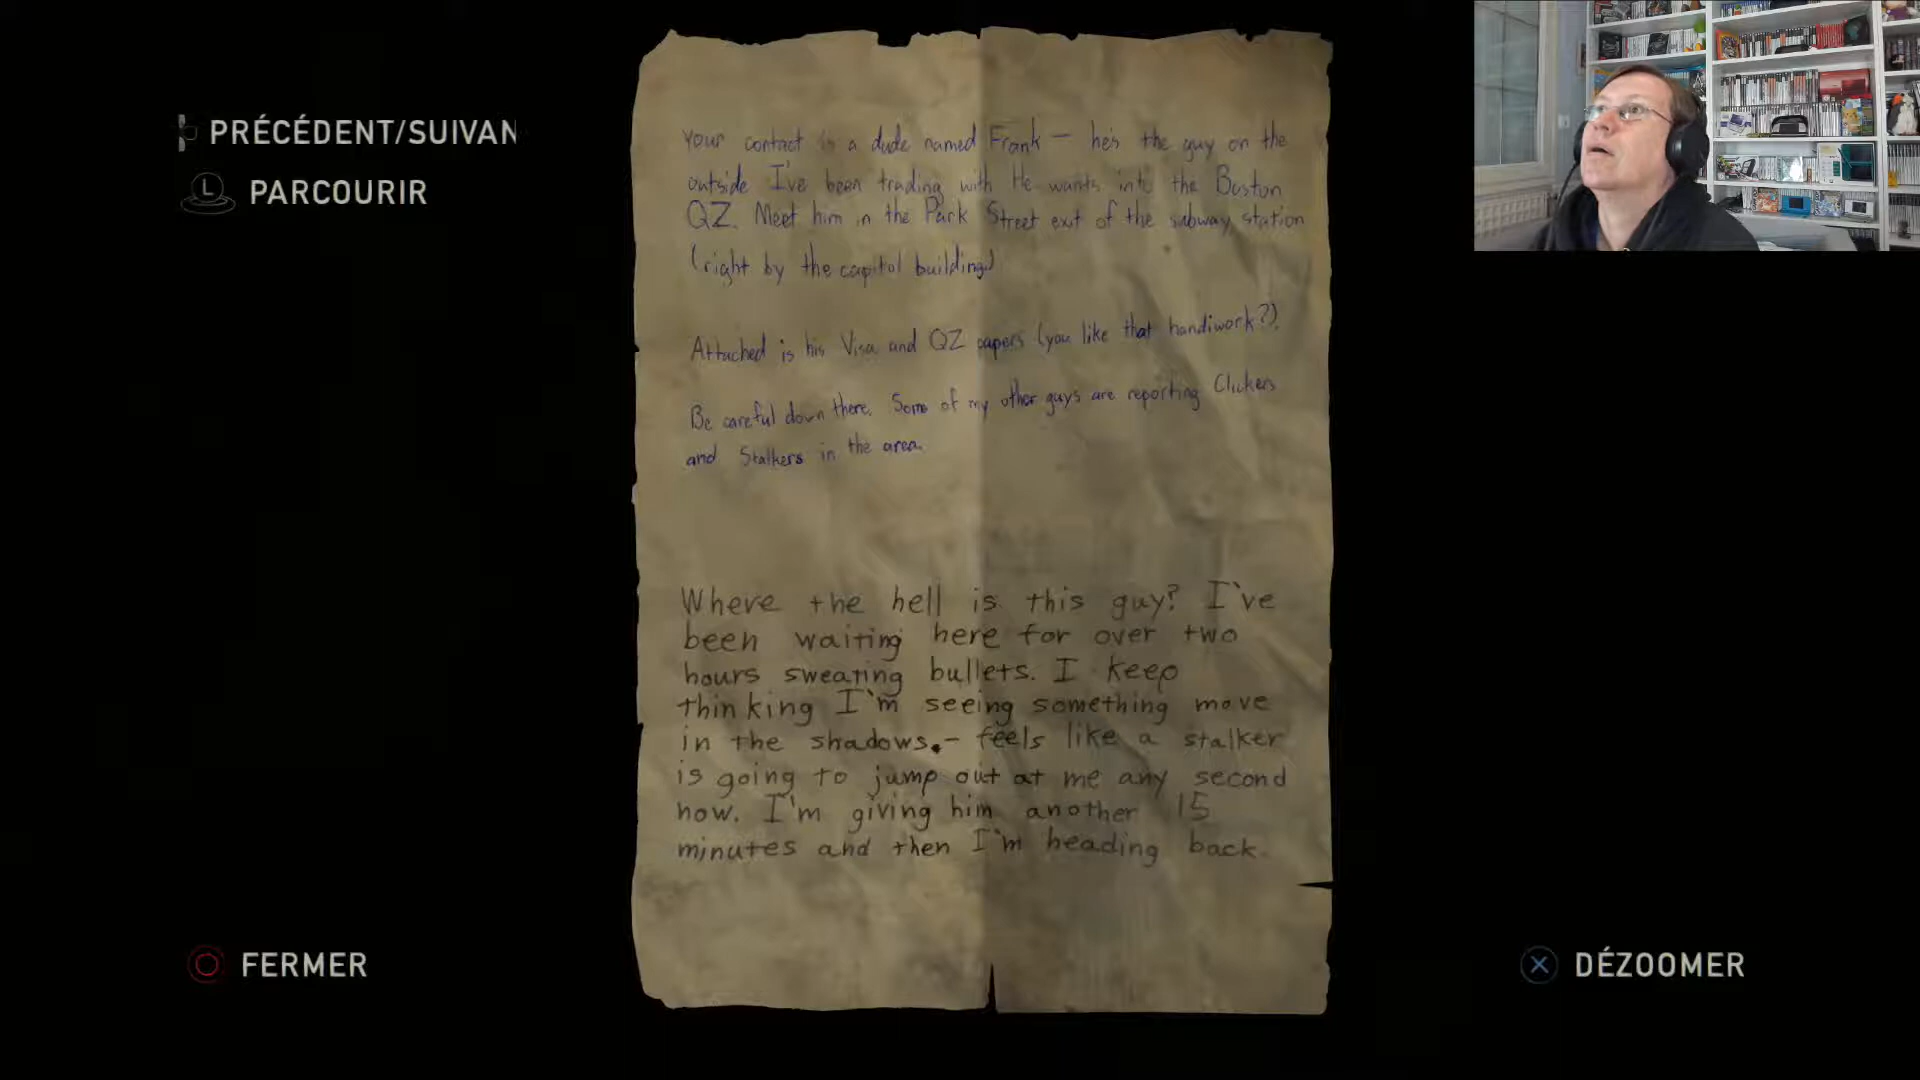 PRÉCÉDENT/SUIVAN
L PARCOURIR
Your contact is a dude named Frank — he's the guy on the
outside I've been trading with He wants into the Boston
QZ. Meet him in the Park Street exit of the subway station
(right by the capitol building)
Attached is his Visa and QZ papers (you like that handiwork?).
Be careful down there. Some of my other guys are reporting Clickers
and Stalkers in the area.
Where the hell is this guy? I've
been waiting here for over two
hours sweating bullets. I keep
thinking I'm seeing something move
in the shadows.- feels like a stalker
is going to jump out at me any second
now. I'm giving him another 15
minutes and then I'm heading back.
FERMER
DÉZOOMER